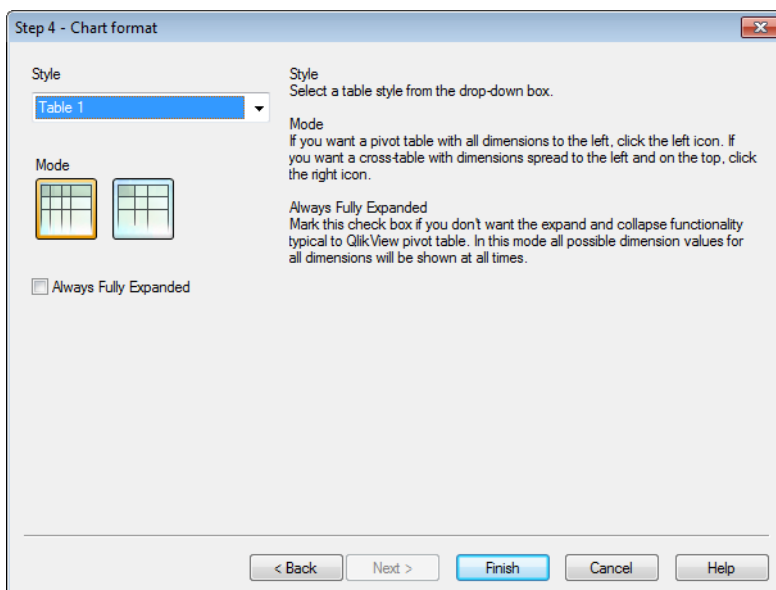 Step 4 - Chart format
Style
Table 1
Mode
Always Fully Expanded
Style
Select a table style from the drop-down box.
Mode
If you want a pivot table with all dimensions to the left, click the left icon. If
you want a cross-table with dimensions spread to the left and on the top, click
the right icon.
Always Fully Expanded
Mark this check box if you don't want the expand and collapse functionality
typical to QlikView pivot table. In this mode all possible dimension values for
all dimensions will be shown at all times.
< Back
Next >
Finish
Cancel
Help